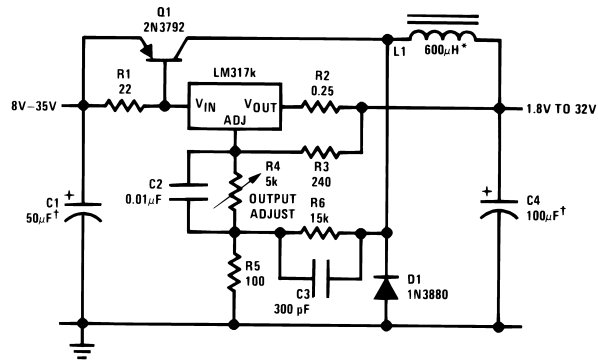 Q1
2N3792
L1
600μH*
R1
22
LM317k
R2
0.25
8V–35V
VIN
VOUT
ADJ
1.8V TO 32V
R4
5k
R3
240
C2
0.01μF
OUTPUT
ADJUST
R6
15k
C1
50μF†
+
+
C4
100μF†
R5
100
C3
300 pF
D1
1N3880